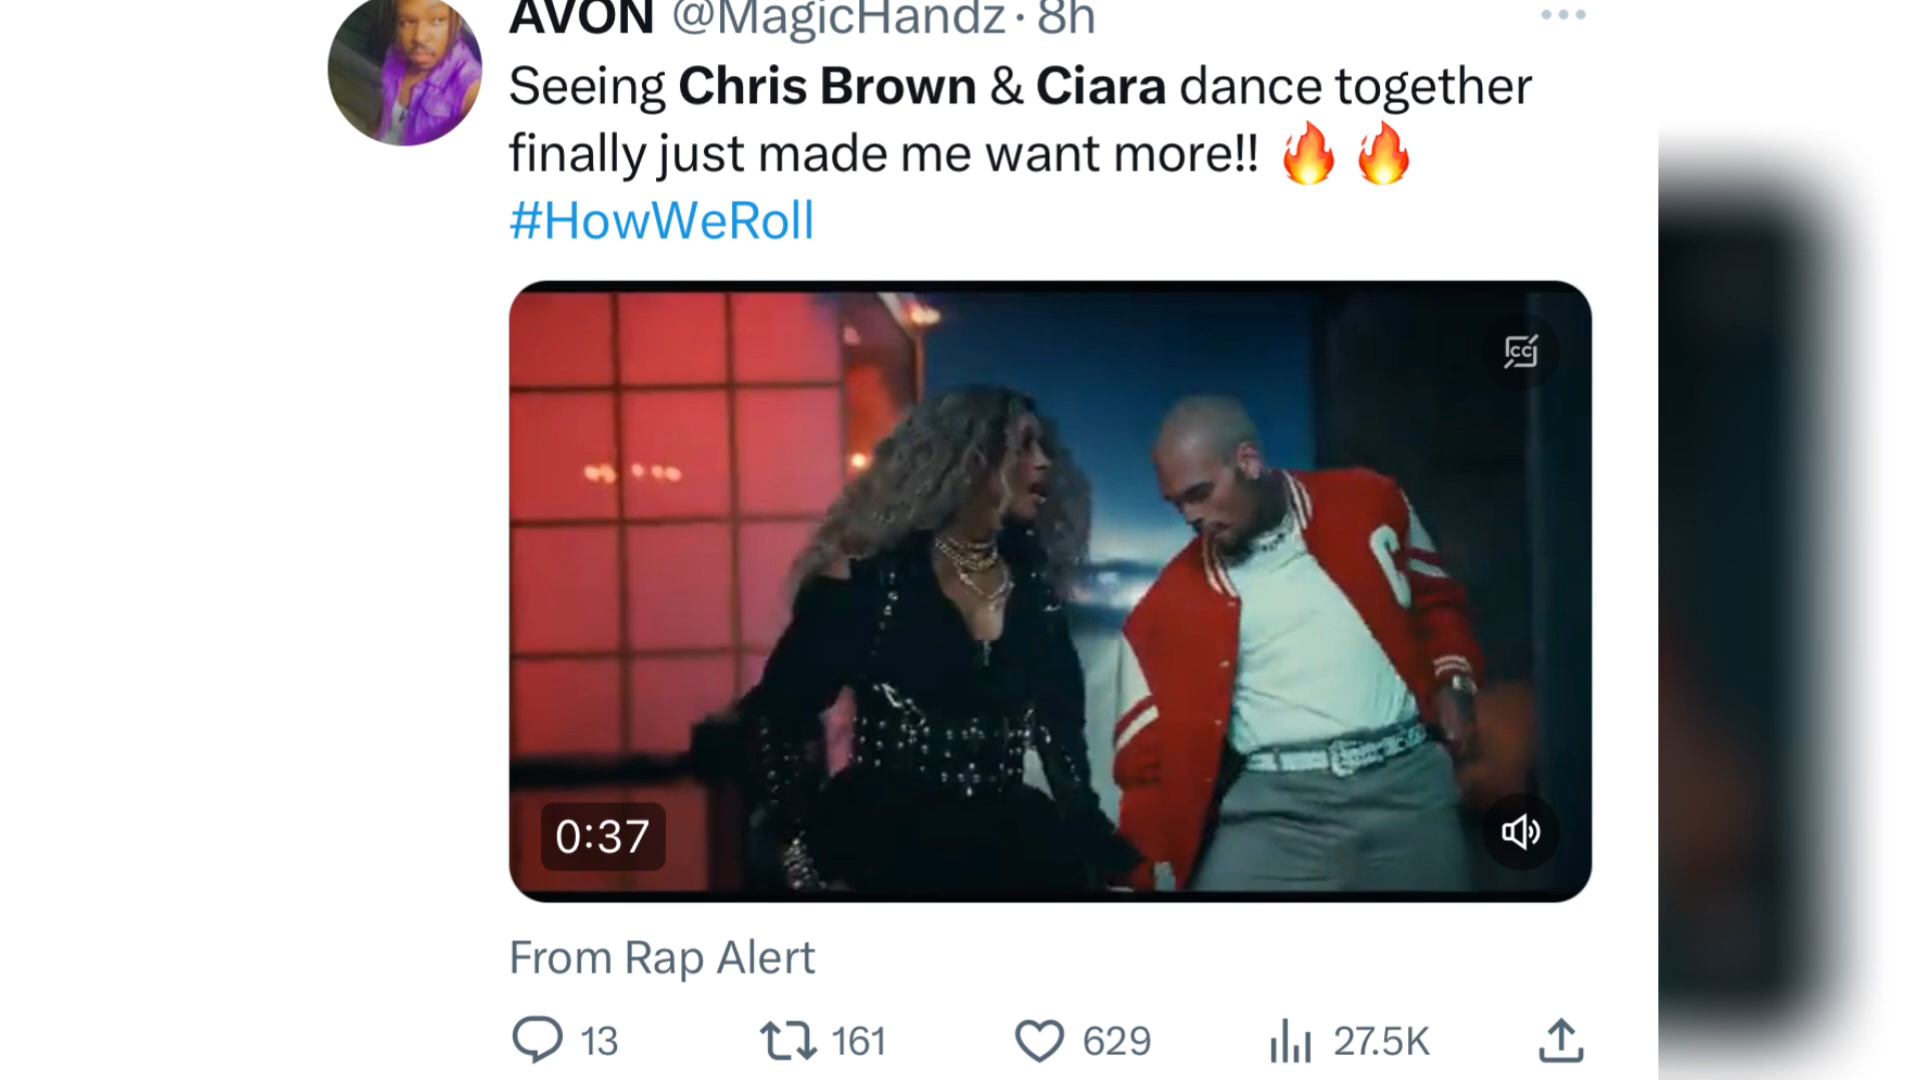 AVON @MagicHandz · 8h
Seeing Chris Brown & Ciara dance together
finally just made me want more!! 🔥 🔥
#HowWeRoll
CC
C
0:37
From Rap Alert
13 161 629 27.5K